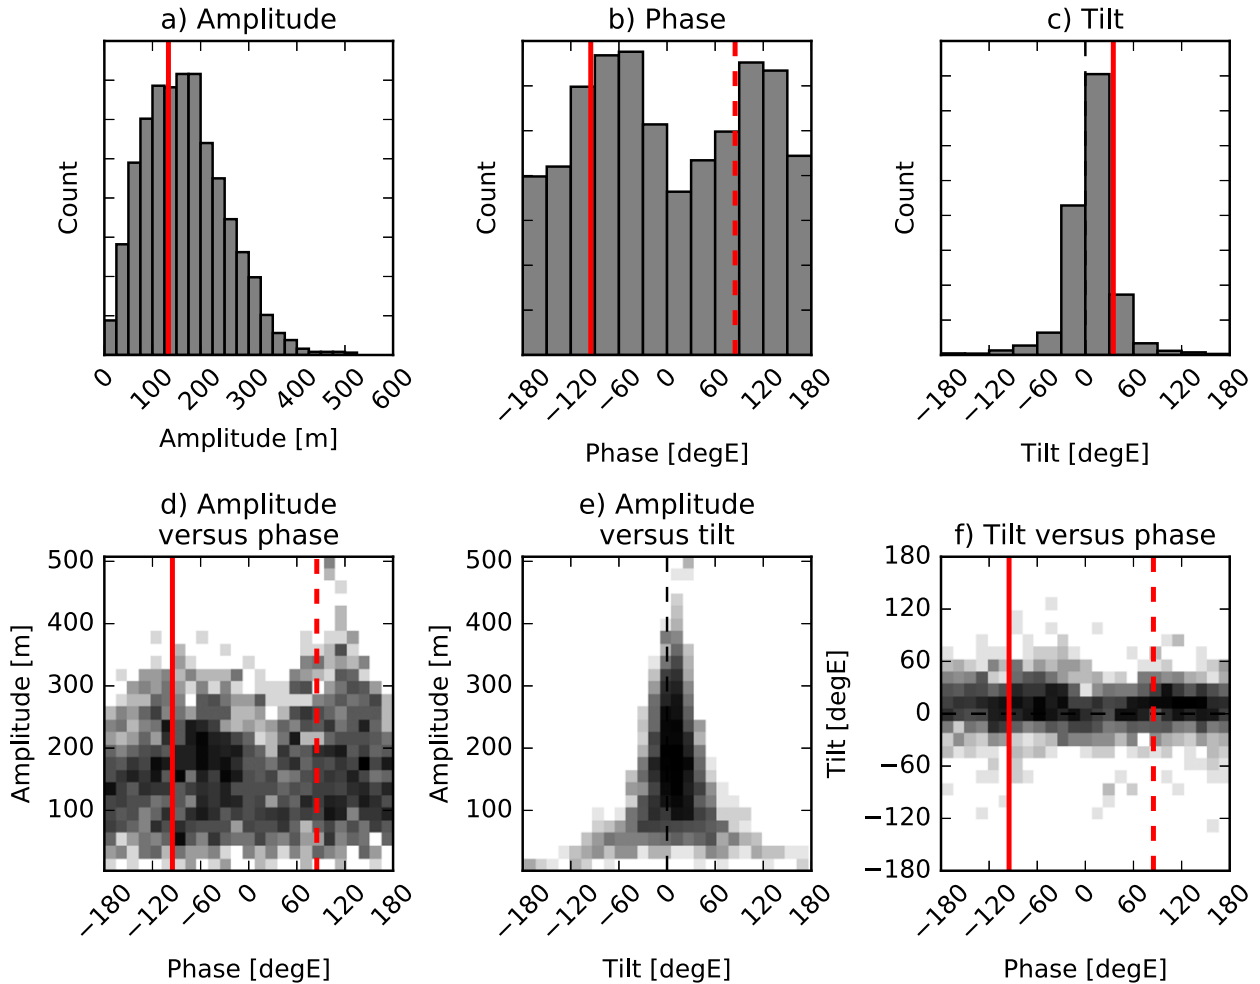 a) Amplitude
b) Phase
c) Tilt
Count
Count
Count
0 100 200 300 400 500 600
−180 −120 −60 0 60 120 180
−180 −120 −60 0 60 120 180
Amplitude [m]
Phase [degE]
Tilt [degE]
d) Amplitude
versus phase
e) Amplitude
versus tilt
f) Tilt versus phase
Amplitude [m]
500
400
300
200
100
Amplitude [m]
500
400
300
200
100
Tilt [degE]
180
120
60
0
−60
−120
−180
−180 −120 −60 0 60 120 180
−180 −120 −60 0 60 120 180
−180 −120 −60 0 60 120 180
Phase [degE]
Tilt [degE]
Phase [degE]